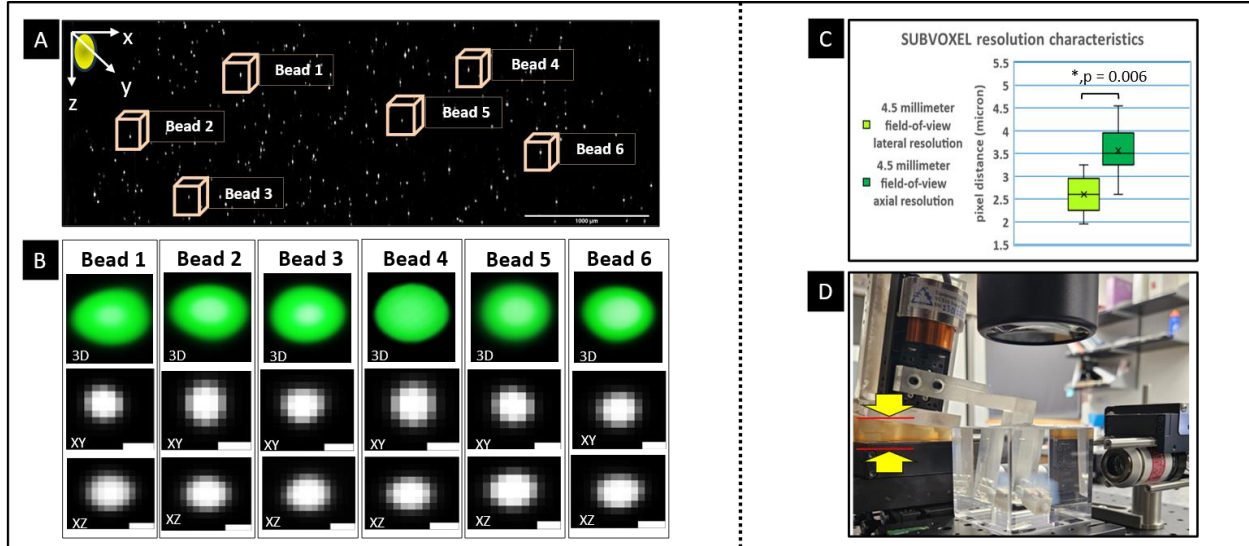 A
x
y
z
Bead 1
Bead 2
Bead 3
Bead 4
Bead 5
Bead 6
1000 µm
B
Bead 1 Bead 2 Bead 3 Bead 4 Bead 5 Bead 6
3D 3D 3D 3D 3D 3D
XY XY XY XY XY XY
XZ XZ XZ XZ XZ XZ
C
SUBVOXEL resolution characteristics
*,p = 0.006
pixel distance (micron)
5.5
5
4.5
4
3.5
3
2.5
2
1.5
4.5 millimeter
field-of-view
lateral resolution
4.5 millimeter
field-of-view
axial resolution
D